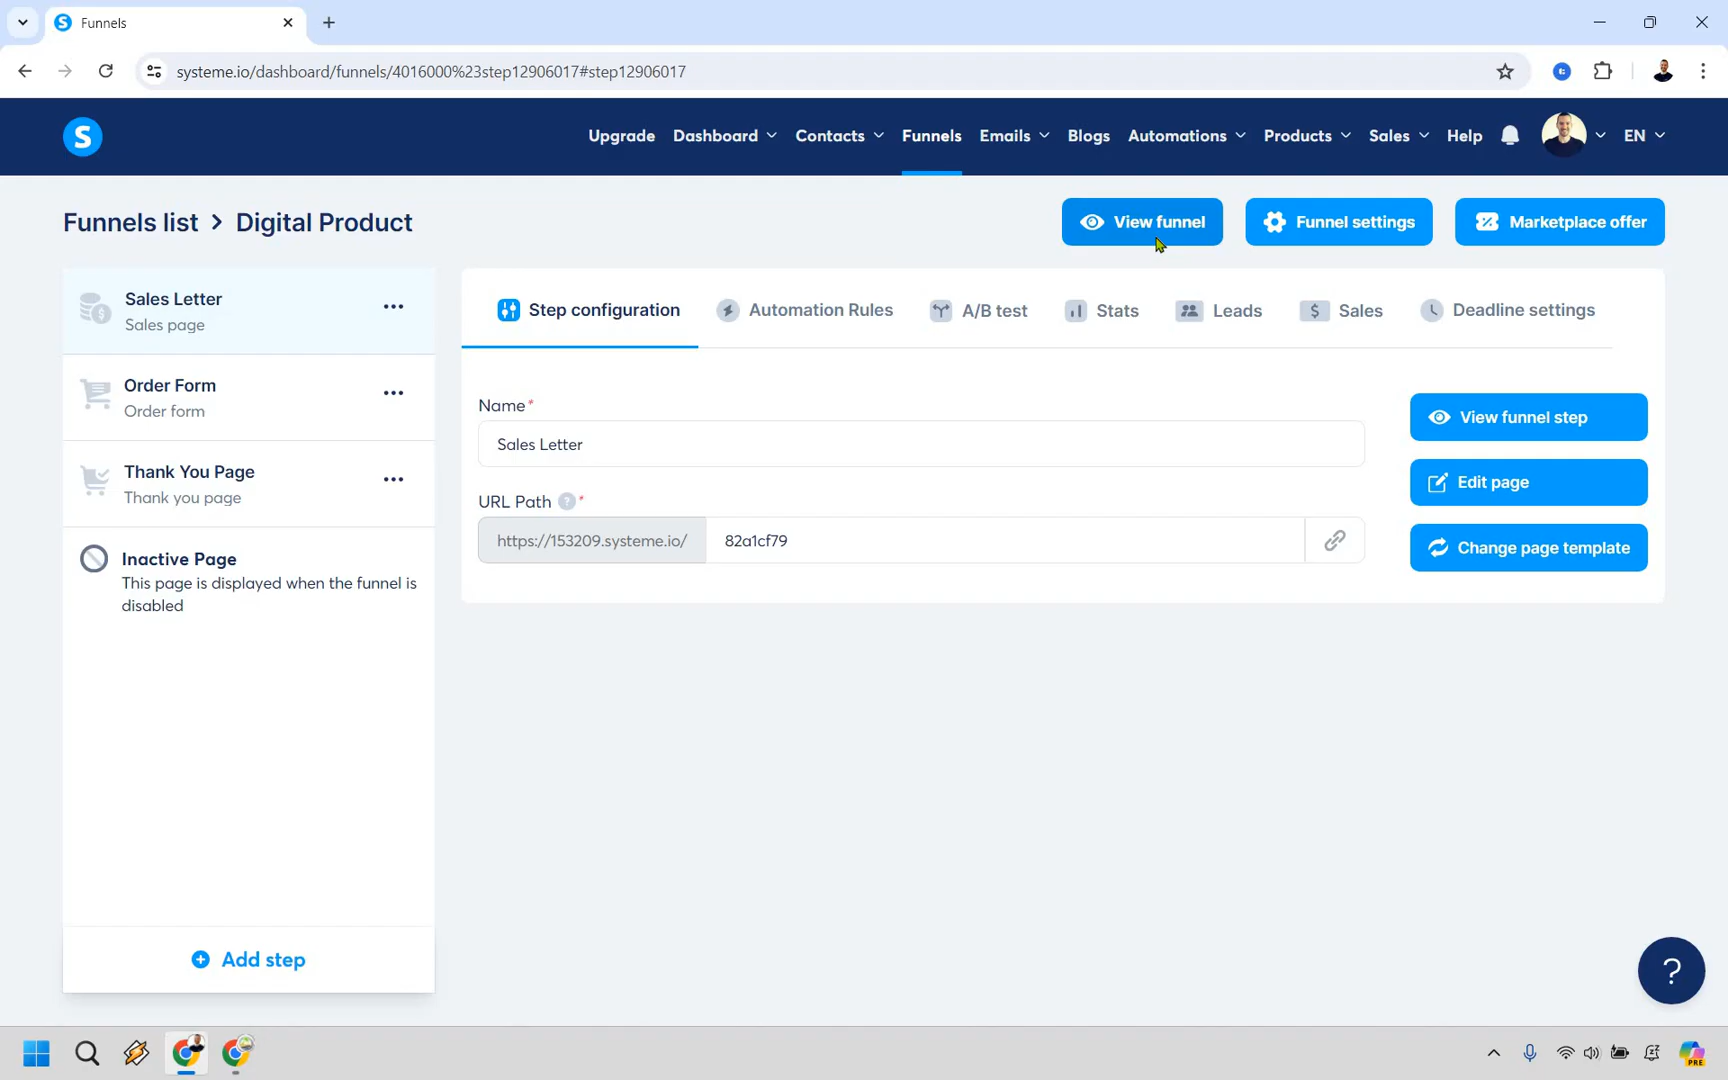 Funnels
systeme.io/dashboard/funnels/4016000%23step12906017#step12906017
S
Upgrade Dashboard Contacts Funnels Emails Blogs Automations Products Sales Help EN
Funnels list > Digital Product
View funnel Funnel settings Marketplace offer
Sales Letter
Sales page
Order Form
Order form
Thank You Page
Thank you page
Inactive Page
This page is displayed when the funnel is
disabled
Add step
Step configuration Automation Rules A/B test Stats Leads $ Sales Deadline settings
Name*
Sales Letter
URL Path ? *
https://153209.systeme.io/ 82a1cf79
View funnel step
Edit page
Change page template
?
PRE